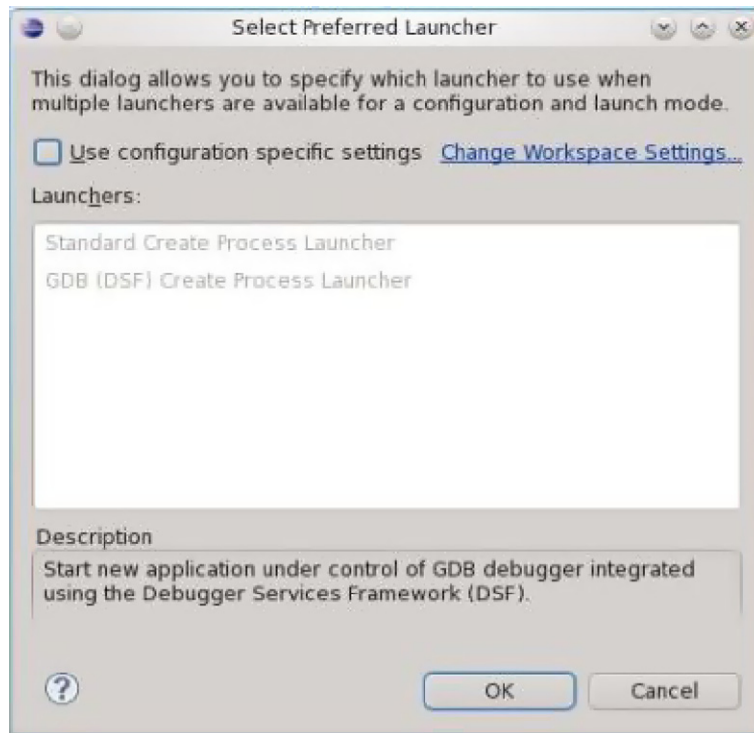 Select Preferred Launcher
This dialog allows you to specify which launcher to use when
multiple launchers are available for a configuration and launch mode.
Use configuration specific settings Change Workspace Settings...
Launchers:
Standard Create Process Launcher
GDB (DSF) Create Process Launcher
Description
Start new application under control of GDB debugger integrated
using the Debugger Services Framework (DSF).
? OK Cancel